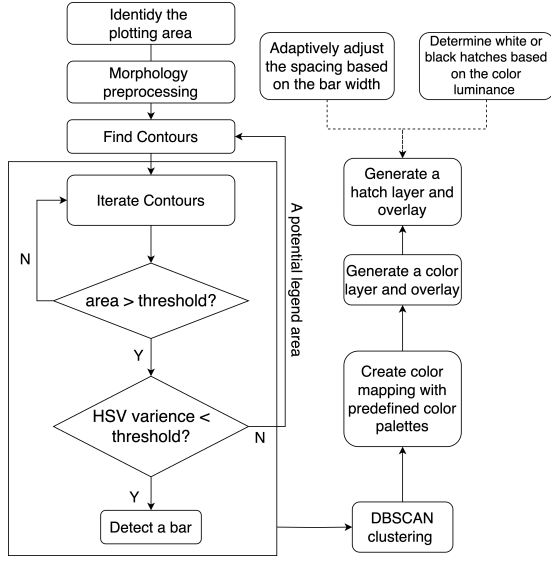 Identidy the
plotting area
Morphology
preprocessing
Find Contours
Iterate Contours
N
area > threshold?
Y
HSV varience <
threshold?
N
Y
Detect a bar
A potential legend area
Adaptively adjust
the spacing based
on the bar width
Determine white or
black hatches based
on the color
luminance
Generate a
hatch layer and
overlay
Generate a color
layer and overlay
Create color
mapping with
predefined color
palettes
DBSCAN
clustering